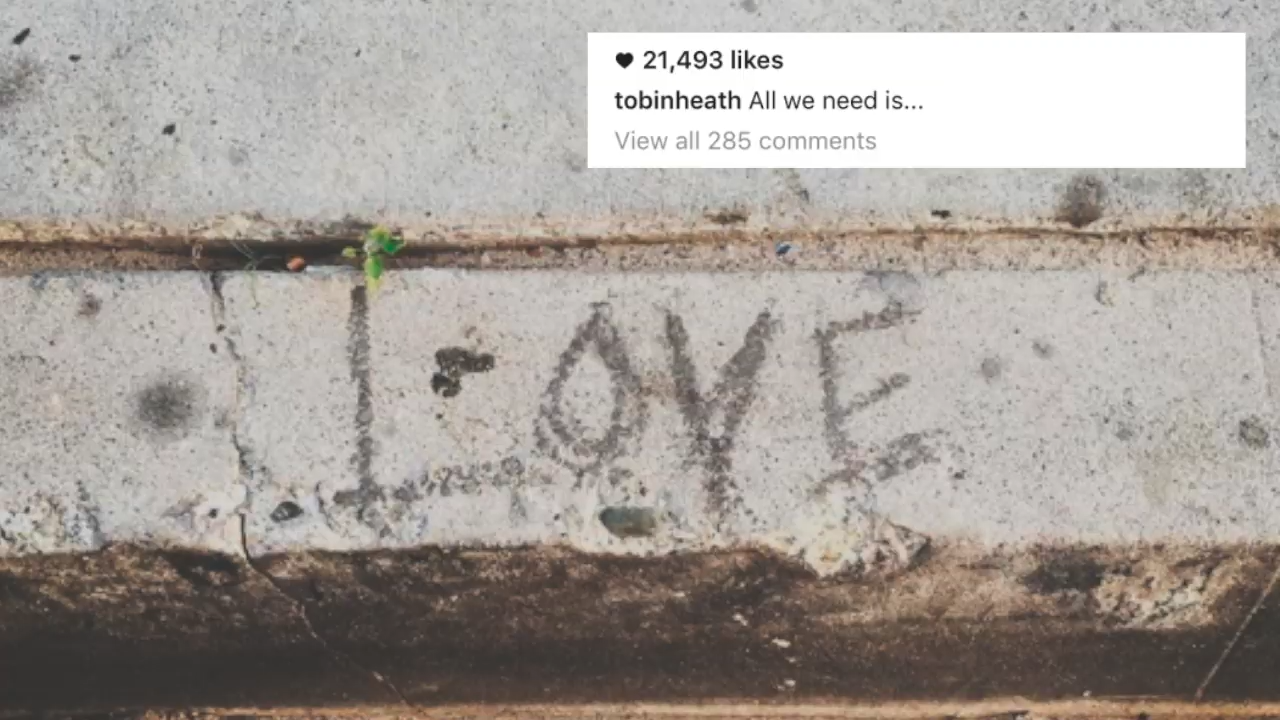 ♥ 21,493 likes
tobinheath All we need is...
View all 285 comments
LOVE